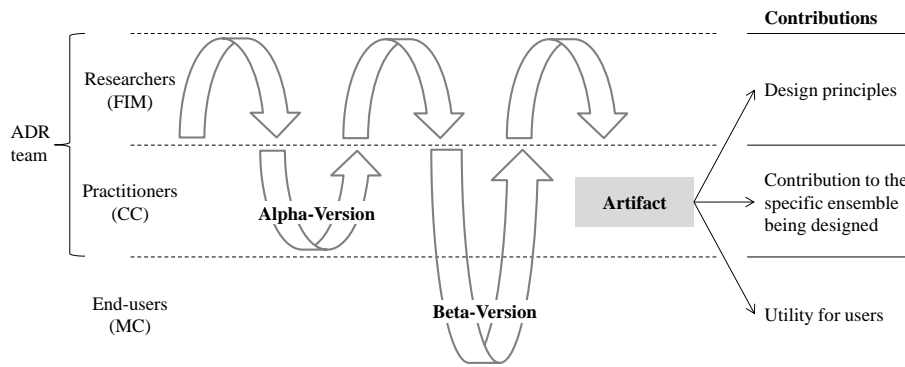 Contributions
Researchers
(FIM)
Design principles
ADR
team
Practitioners
(CC)
Alpha-Version
Artifact
Contribution to the
specific ensemble
being designed
End-users
(MC)
Beta-Version
Utility for users